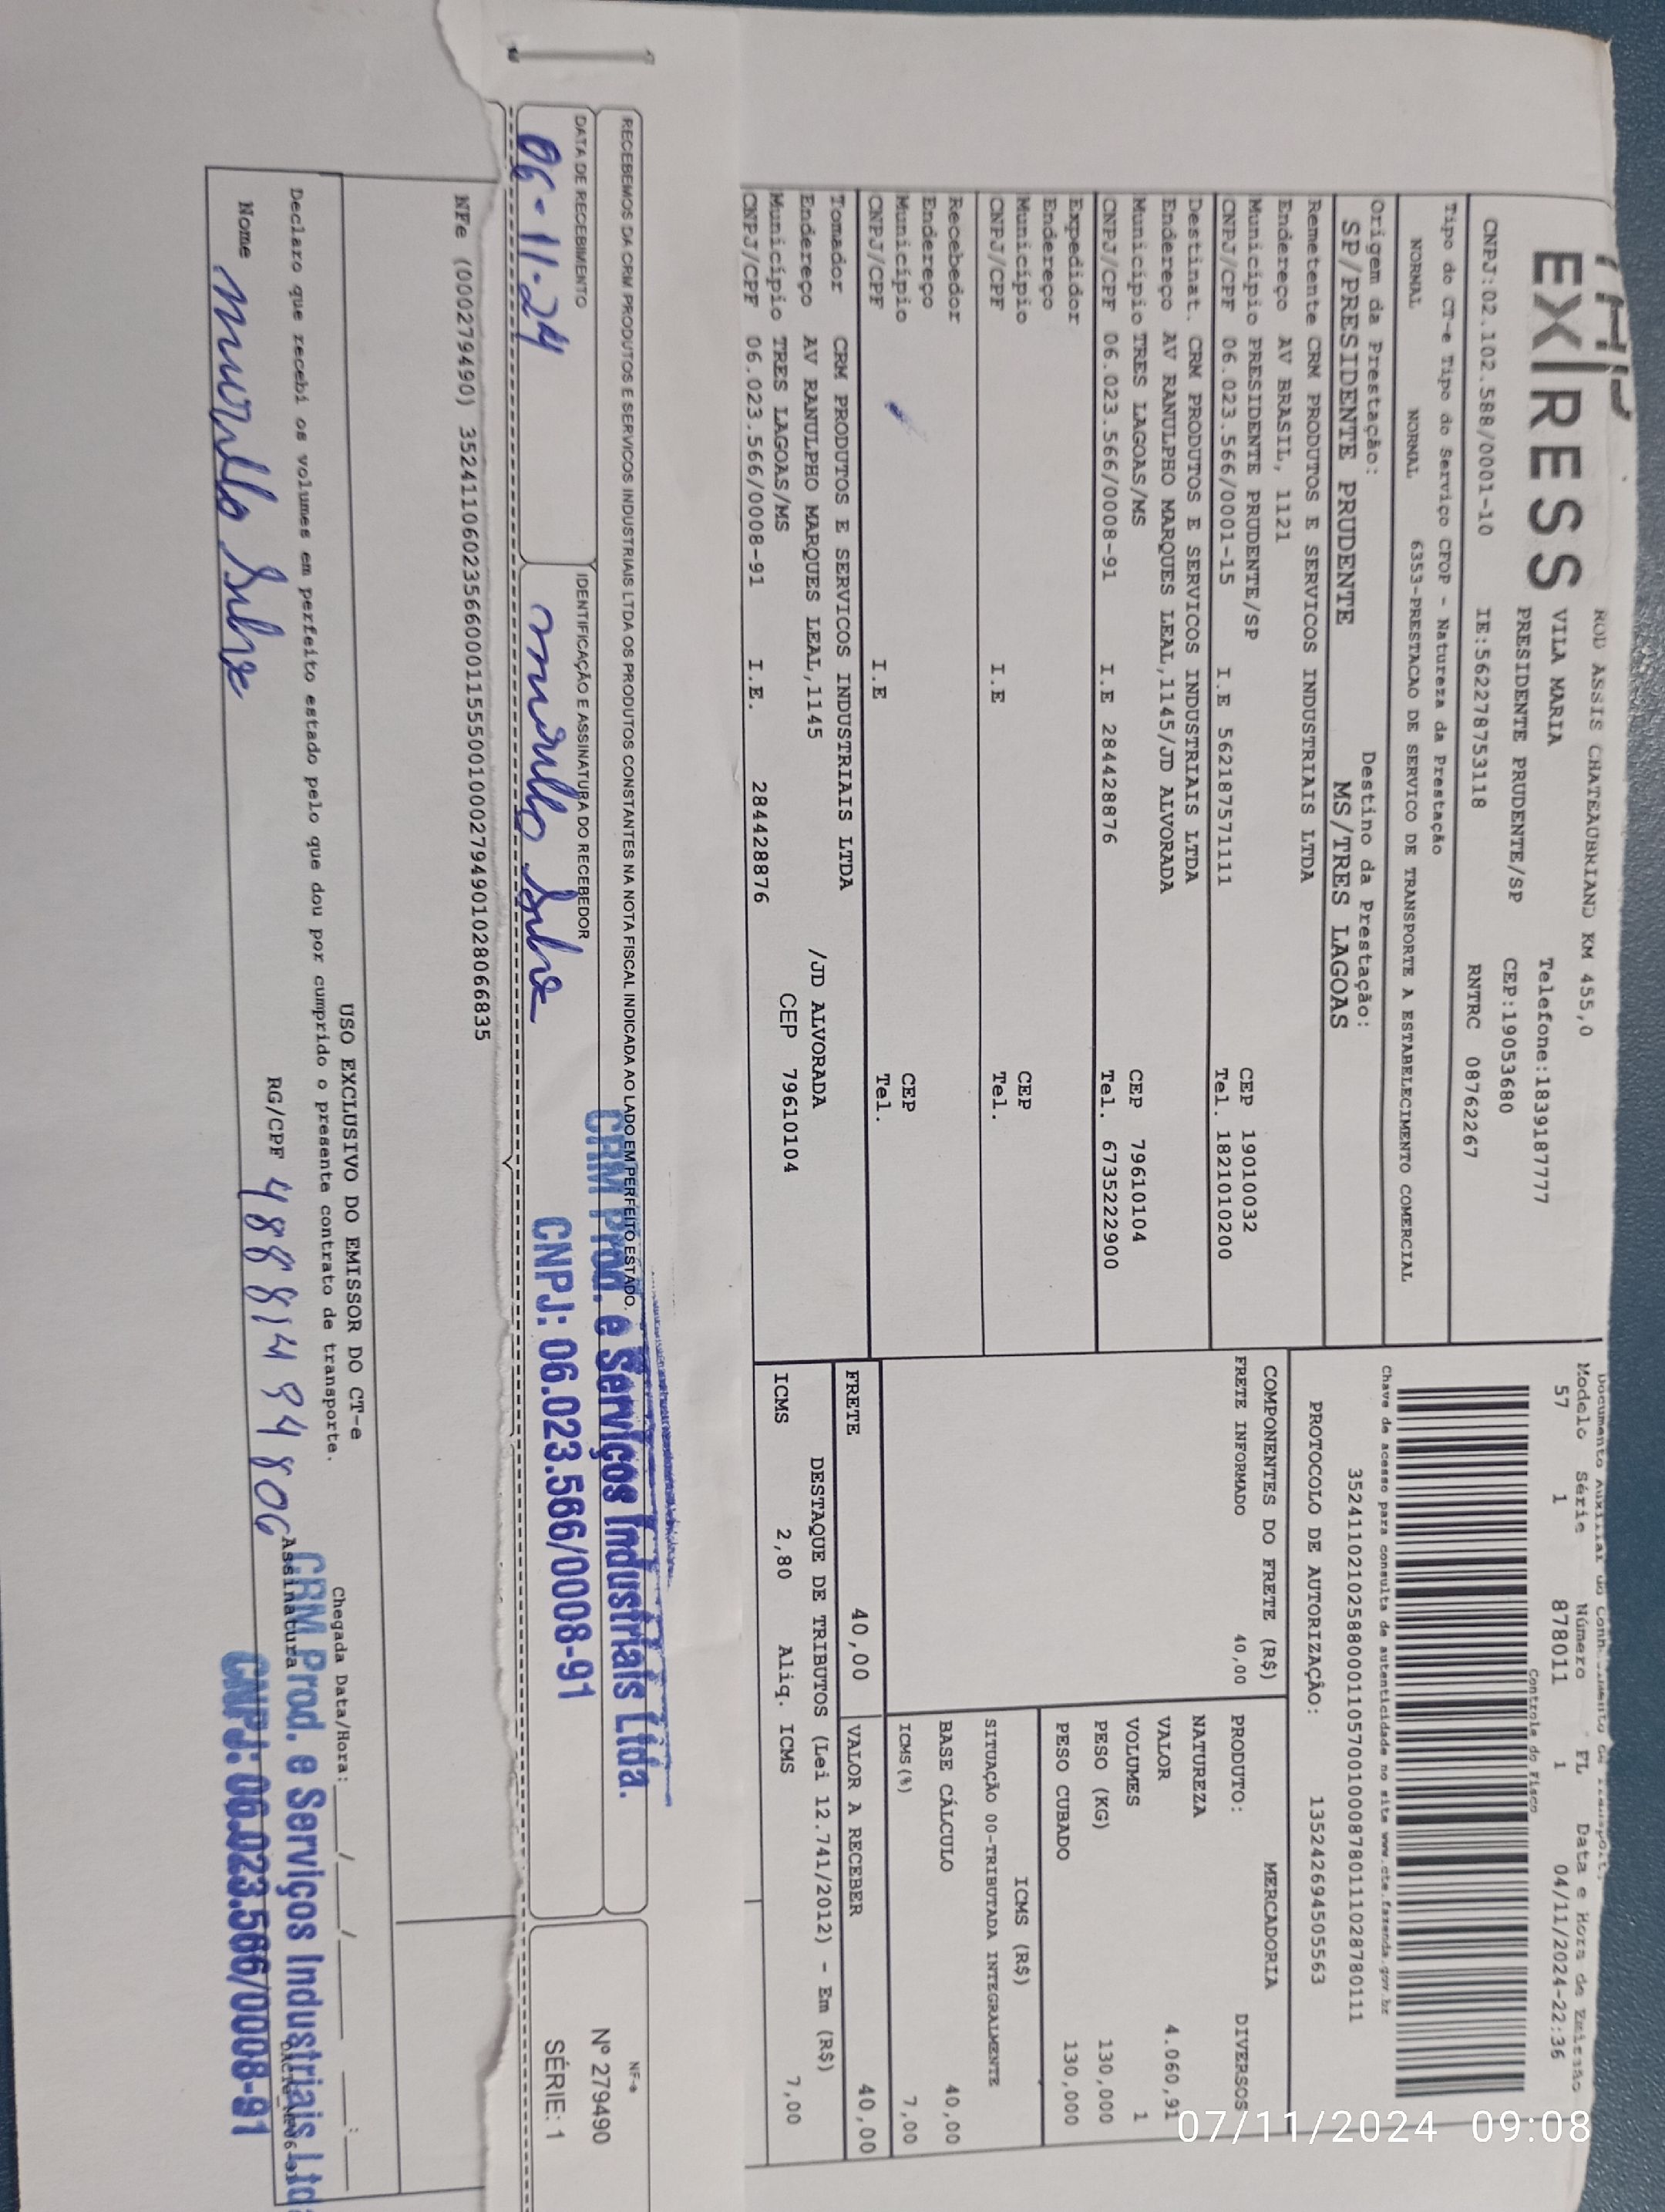 EXPRESS
ROD ASSIS CHATEAUBRIAND KM 455,0
VILA MARIA Telefone:1839187777
PRESIDENTE PRUDENTE/SP CEP:19053680
CNPJ:02.102.588/0001-10 IE:562278753118 RNTRC 08762267
Tipo do CT-e Tipo do Serviço CFOP - Natureza da Prestação
NORMAL NORMAL 6353-PRESTACAO DE SERVICO DE TRANSPORTE A ESTABELECIMENTO COMERCIAL
Origem da Prestação: Destino da Prestação:
SP/PRESIDENTE PRUDENTE MS/TRES LAGOAS
Remetente CRM PRODUTOS E SERVICOS INDUSTRIAIS LTDA
Endereço AV BRASIL, 1121
Município PRESIDENTE PRUDENTE/SP CEP 19010032
CNPJ/CPF 06.023.566/0001-15 I.E 562187571111 Tel. 1821010200
Destinat. CRM PRODUTOS E SERVICOS INDUSTRIAIS LTDA
Endereço AV RANULPHO MARQUES LEAL,1145/JD ALVORADA
Município TRES LAGOAS/MS CEP 79610104
CNPJ/CPF 06.023.566/0008-91 I.E 284428876 Tel. 6735222900
Expedidor
Endereço
Município CEP
CNPJ/CPF I.E Tel.
Recebedor
Endereço
Município CEP
CNPJ/CPF I.E Tel.
Tomador CRM PRODUTOS E SERVICOS INDUSTRIAIS LTDA
Endereço AV RANULPHO MARQUES LEAL,1145 /JD ALVORADA
Município TRES LAGOAS/MS CEP 79610104
CNPJ/CPF 06.023.566/0008-91 I.E. 284428876
Documento Auxiliar do Conhecimento de Transporte
Modelo Série Número FL Data e Hora de Emissão
57 1 878011 1 04/11/2024-22:36
Controle do Fisco
Chave de acesso para consulta de autenticidade no site www.cte.fazenda.gov.br
35241102102588000110570010008780111028780111
PROTOCOLO DE AUTORIZAÇÃO: 135242694505563
COMPONENTES DO FRETE (R$)
FRETE INFORMADO 40,00
MERCADORIA
PRODUTO: DIVERSOS
NATUREZA
VALOR 4.060,91
VOLUMES 1
PESO (KG) 130,000
PESO CUBADO 130,000
ICMS (R$)
SITUAÇÃO 00-TRIBUTADA INTEGRALMENTE
BASE CÁLCULO 40,00
ICMS(%) 7,00
FRETE 40,00 VALOR A RECEBER 40,00
DESTAQUE DE TRIBUTOS (Lei 12.741/2012) - Em (R$)
ICMS 2,80 Aliq. ICMS 7,00
RECEBEMOS DA CRM PRODUTOS E SERVICOS INDUSTRIAIS LTDA OS PRODUTOS CONSTANTES NA NOTA FISCAL INDICADA AO LADO EM PERFEITO ESTADO.
DATA DE RECEBIMENTO IDENTIFICAÇÃO E ASSINATURA DO RECEBEDOR
06-11-24 murillo
CRM Prod. e Serviços Industriais Ltda.
CNPJ: 06.023.566/0008-91
NF-e
Nº 279490
SÉRIE: 1
NFe (000279490) 35241106023566000115550010002794901028066835
USO EXCLUSIVO DO EMISSOR DO CT-e
Declaro que recebi os volumes em perfeito estado pelo que dou por cumprido o presente contrato de transporte.
Chegada Data/Hora: __/__/__ __:__
Nome murillo RG/CPF Assinatura
CRM Prod. e Serviços Industriais Ltda
CNPJ: 06.023.566/0008-91
07/11/2024 09:08